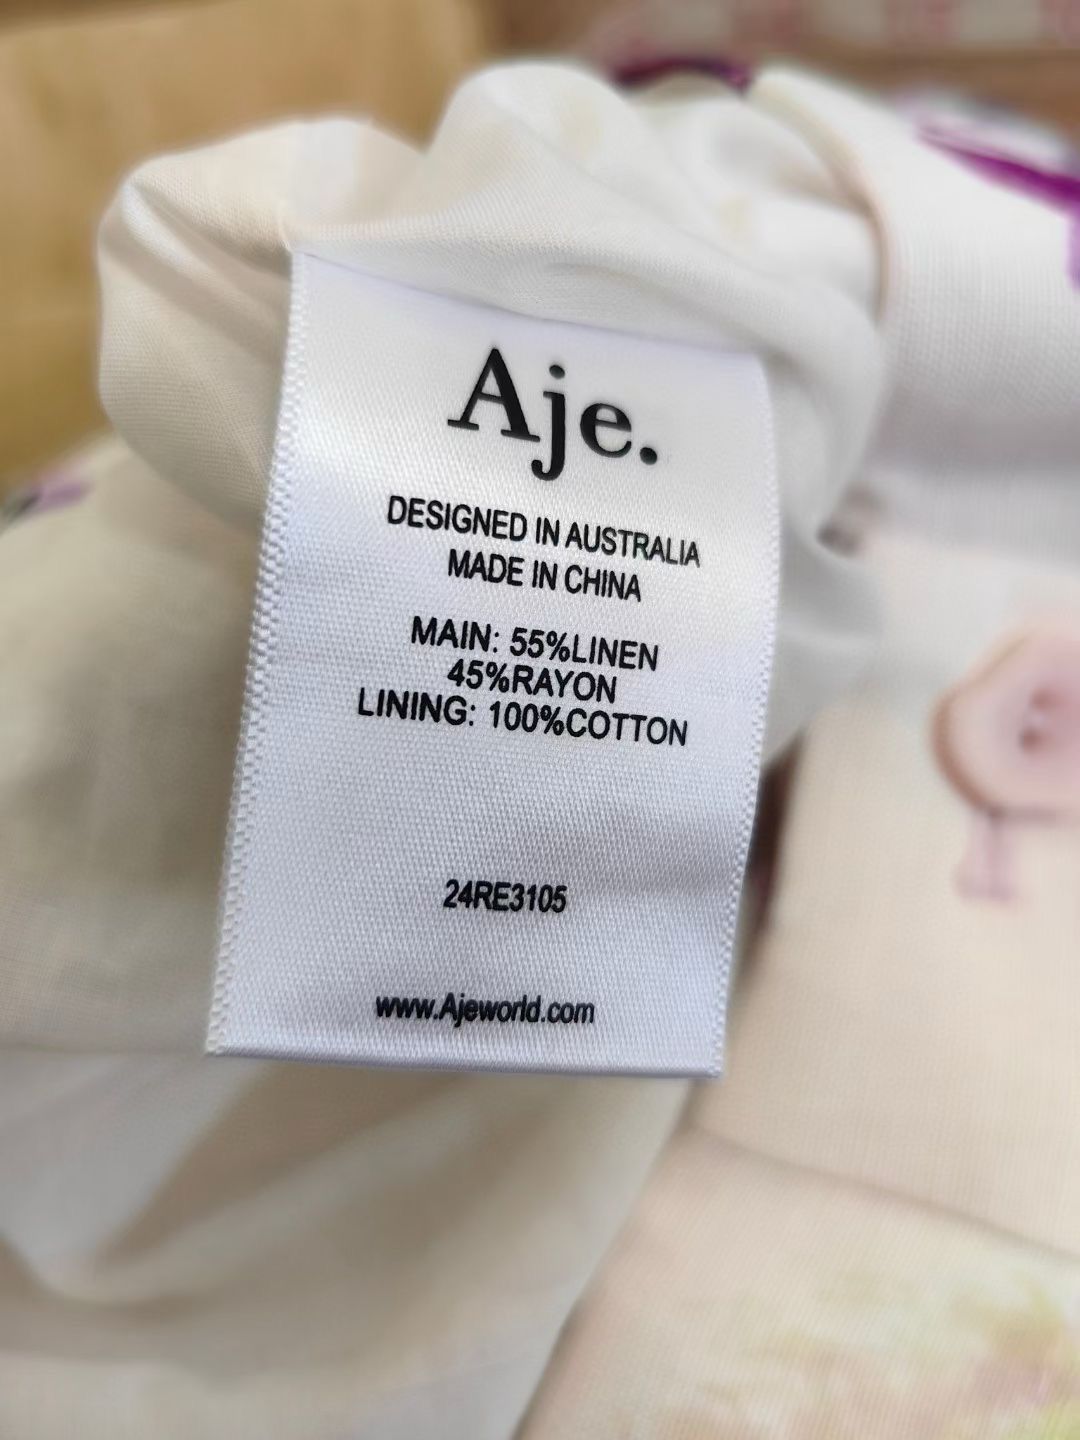 Aje.
DESIGNED IN AUSTRALIA
MADE IN CHINA
MAIN: 55%LINEN
45%RAYON
LINING: 100%COTTON
24RE3105
www.Ajeworld.com